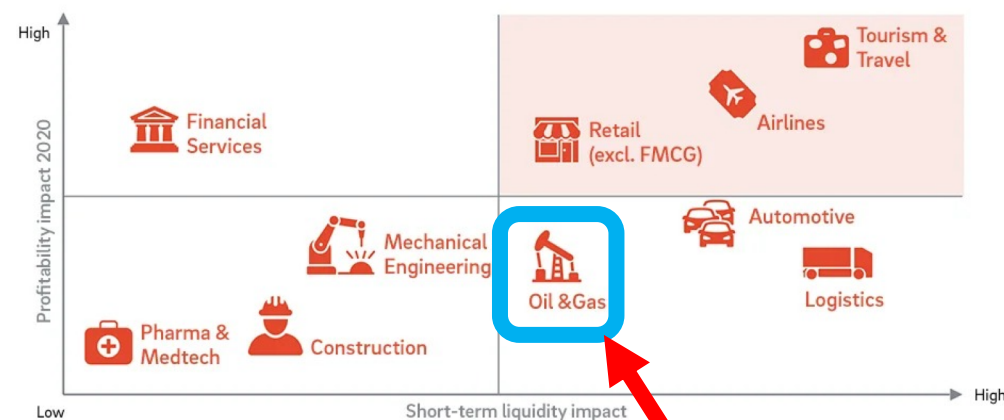 High
Tourism &
Travel
Financial
Services
Airlines
Retail
(excl. FMCG)
Profitability impact 2020
Automotive
Mechanical
Engineering
Oil &Gas
Logistics
Pharma &
Medtech
Construction
High
Low
Short-term liquidity impact